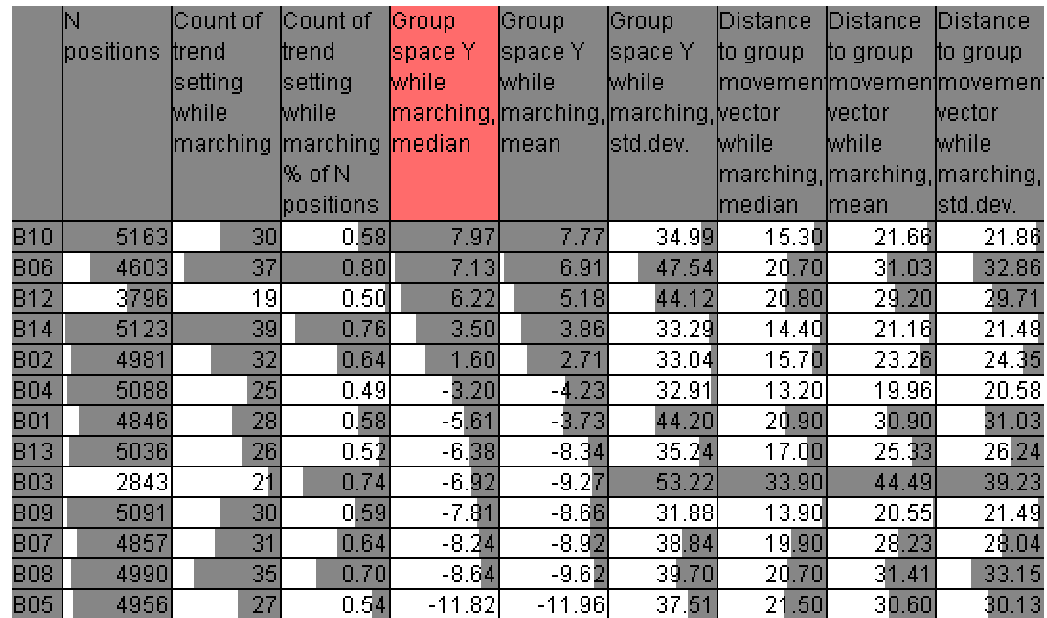 N
positions
Count of
trend
setting
while
marching
Count of
trend
setting
while
marching
% of N
positions
Group
space Y
while
marching,
median
Group
space Y
while
marching,
mean
Group
space Y
while
marching,
std.dev.
Distance
to group
movement
vector
while
marching,
median
Distance
to group
movement
vector
while
marching,
mean
Distance
to group
movement
vector
while
marching,
std.dev.
B10 5163 30 0.58 7.97 7.77 34.99 15.30 21.66 21.86
B06 4603 37 0.80 7.13 6.91 47.54 20.70 31.03 32.86
B12 3796 19 0.50 6.22 5.18 44.12 20.80 29.20 29.71
B14 5123 39 0.76 3.50 3.86 33.29 14.40 21.16 21.48
B02 4981 32 0.64 1.60 2.71 33.04 15.70 23.26 24.35
B04 5088 25 0.49 -3.20 -4.23 32.91 13.20 19.96 20.58
B01 4846 28 0.58 -5.61 -3.73 44.20 20.90 30.90 31.03
B13 5036 26 0.52 -6.38 -8.34 35.24 17.00 25.33 26.24
B03 2843 21 0.74 -6.92 -9.27 53.22 33.90 44.49 39.23
B09 5091 30 0.59 -7.81 -8.66 31.88 13.90 20.55 21.49
B07 4857 31 0.64 -8.24 -8.92 38.84 19.90 28.23 28.04
B08 4990 35 0.70 -8.64 -9.62 39.70 20.70 31.41 33.15
B05 4956 27 0.54 -11.82 -11.96 37.51 21.50 30.60 30.13